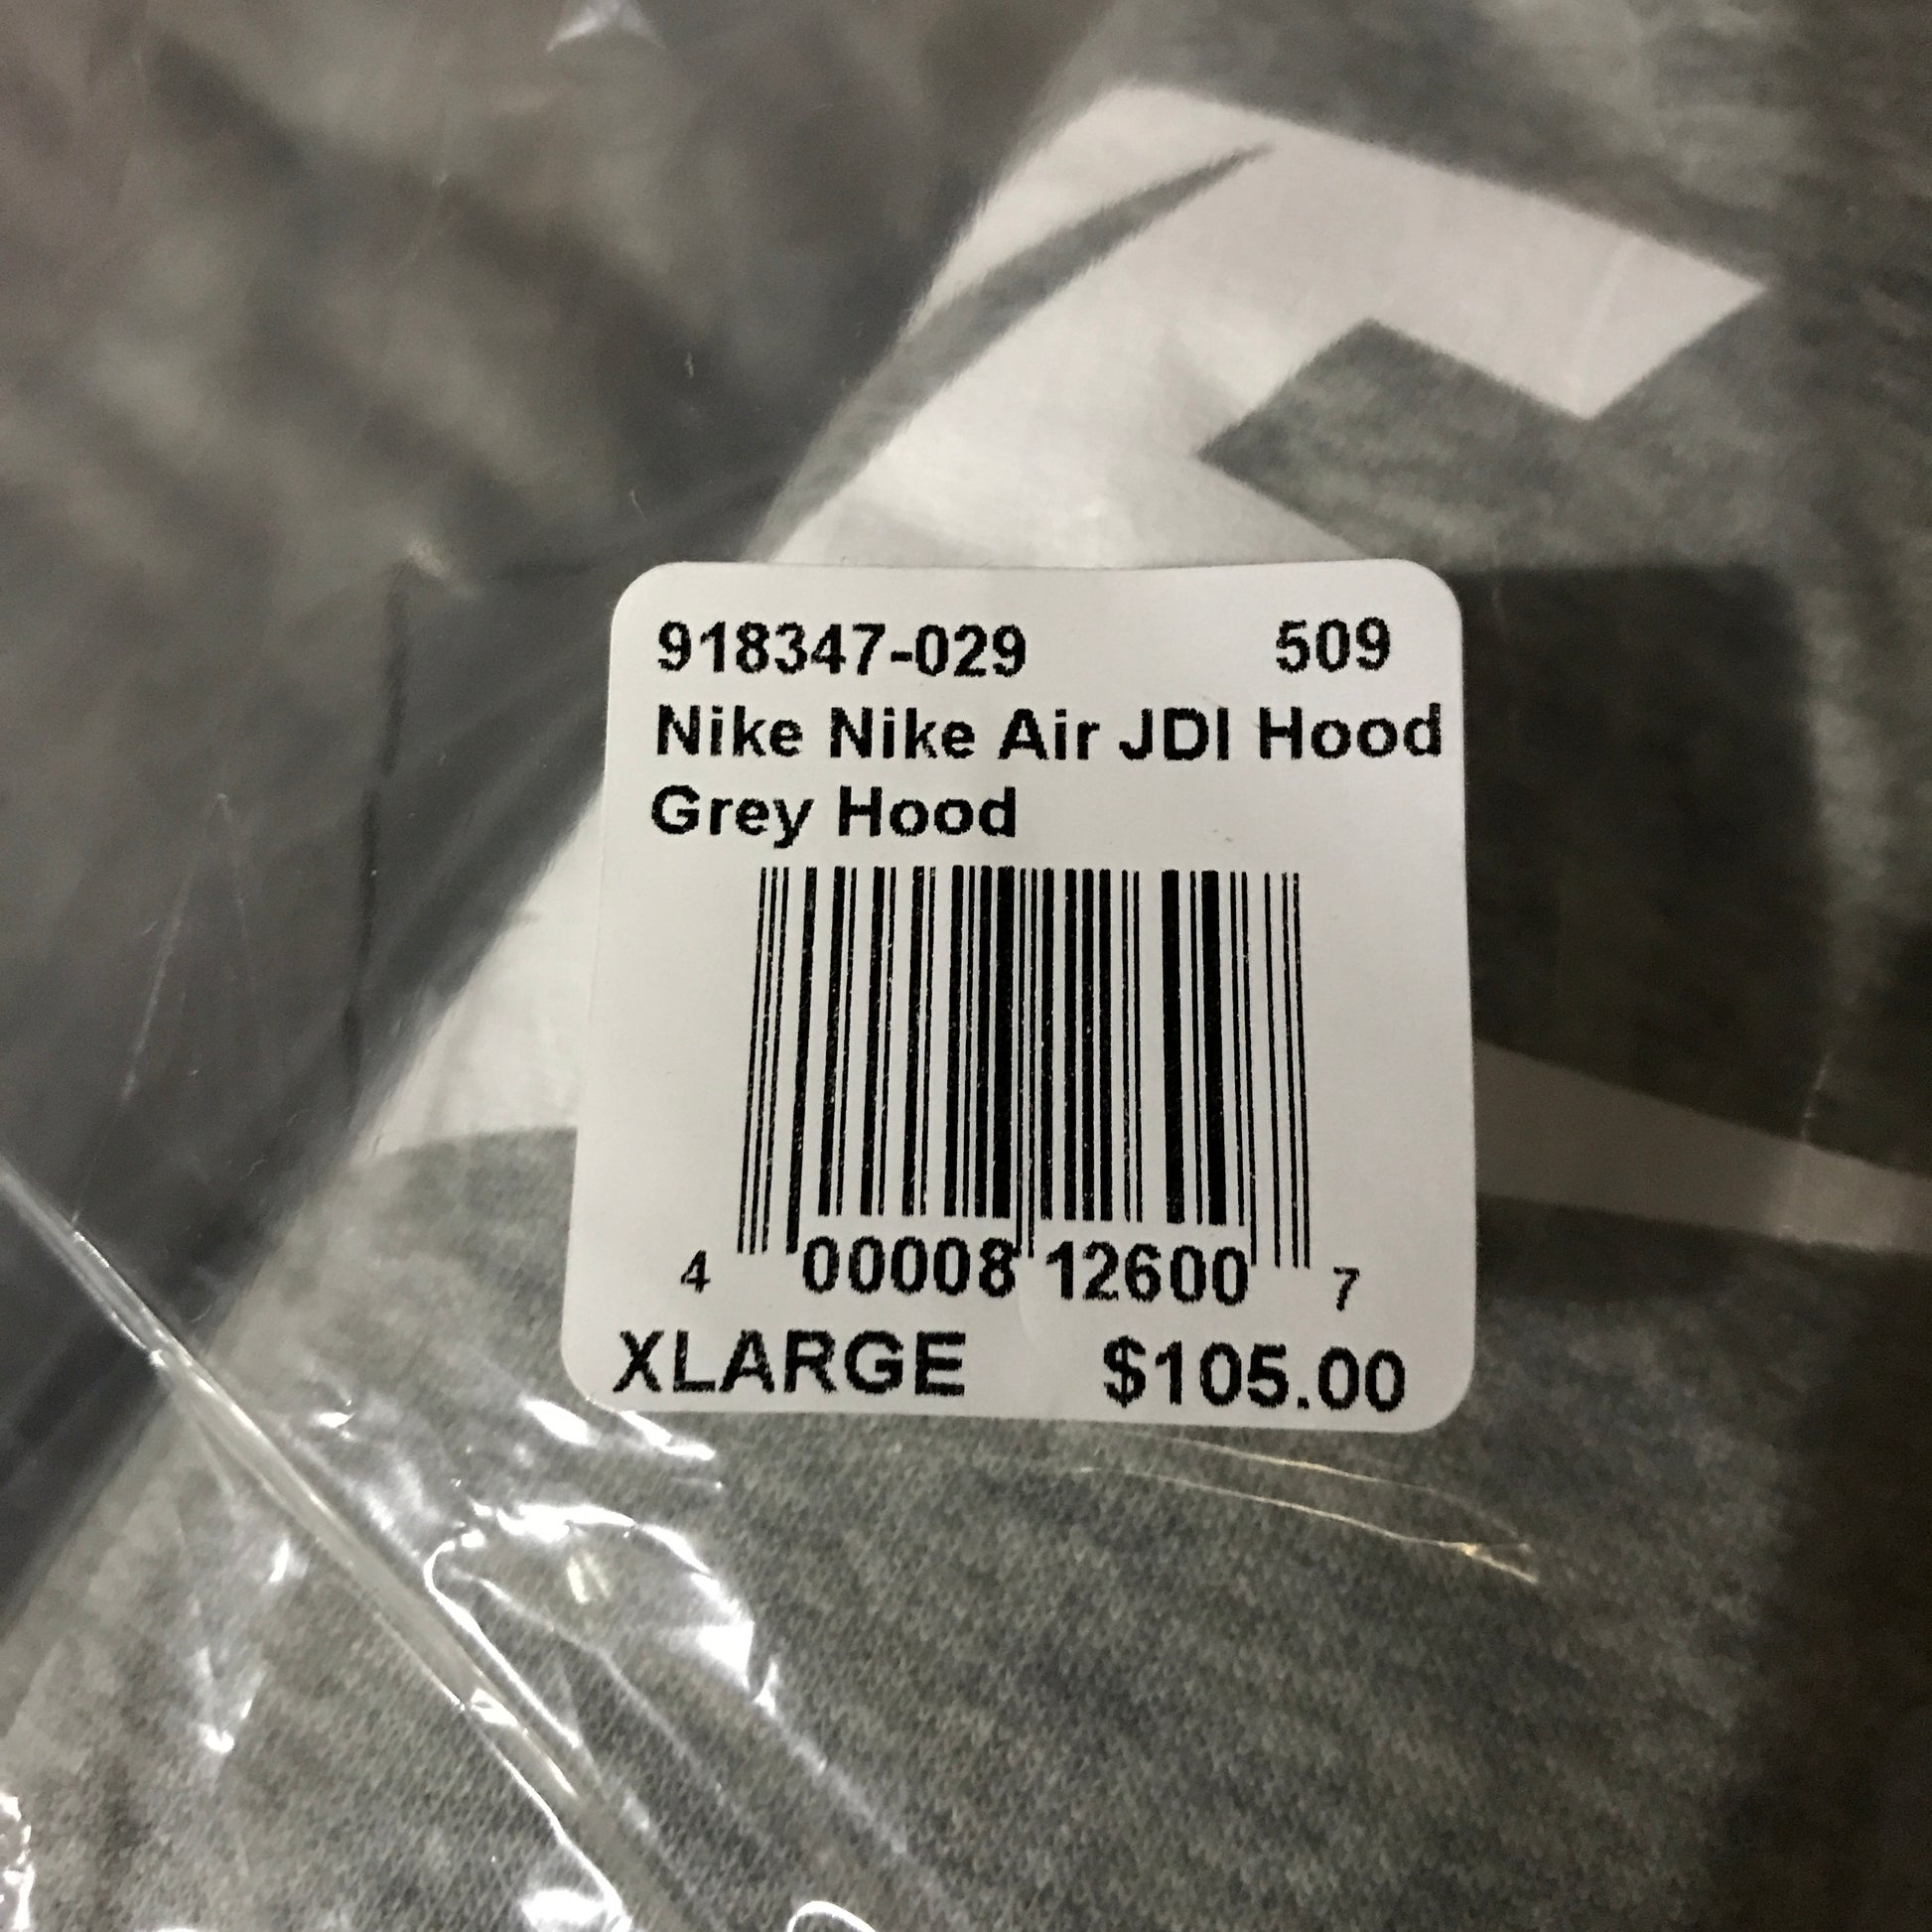 918347-029 509
Nike Nike Air JDI Hood
Grey Hood
4 00008 12600 7
XLARGE $105.00